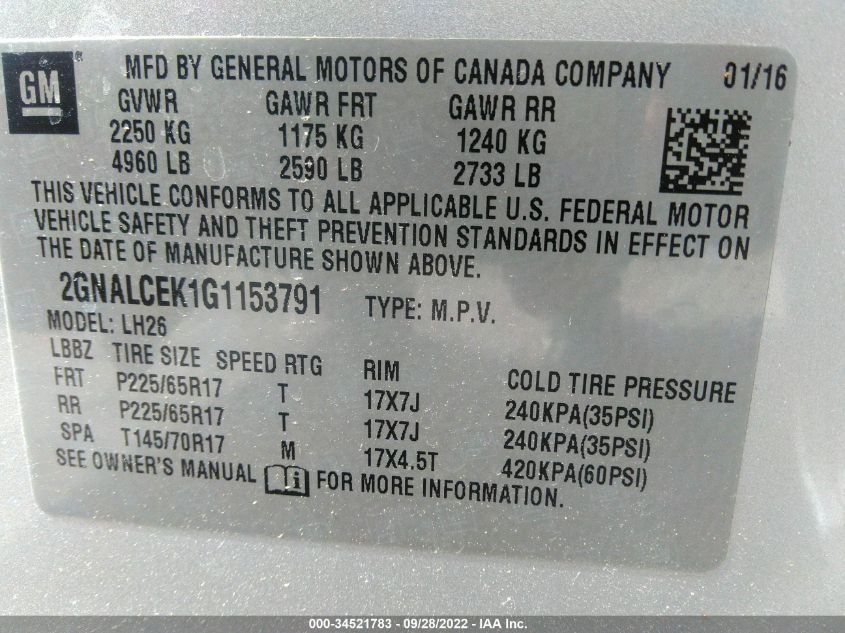 GM ® MFD BY GENERAL MOTORS OF CANADA COMPANY 01/16
GVWR GAWR FRT GAWR RR
2250 KG 1175 KG 1240 KG
4960 LB 2590 LB 2733 LB
THIS VEHICLE CONFORMS TO ALL APPLICABLE U.S. FEDERAL MOTOR
VEHICLE SAFETY AND THEFT PREVENTION STANDARDS IN EFFECT ON
THE DATE OF MANUFACTURE SHOWN ABOVE.
2GNALCEK1G1153791 TYPE: M.P.V.
MODEL: LH26
LBBZ TIRE SIZE SPEED RTG RIM COLD TIRE PRESSURE
FRT P225/65R17 T 17X7J 240KPA(35PSI)
RR P225/65R17 T 17X7J 240KPA(35PSI)
SPA T145/70R17 M 17X4.5T 420KPA(60PSI)
SEE OWNER'S MANUAL i FOR MORE INFORMATION.
000-34521783 - 09/28/2022 - IAA Inc.